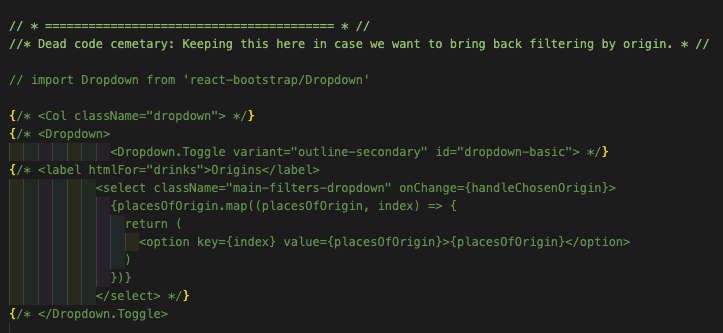 // * ======================================== * //
//* Dead code cemetary: Keeping this here in case we want to bring back filtering by origin. * //
// import Dropdown from 'react-bootstrap/Dropdown'
{/* <Col className="dropdown"> */}
{/* <Dropdown>
<Dropdown.Toggle variant="outline-secondary" id="dropdown-basic"> */}
{/* <label htmlFor="drinks">Origins</label>
<select className="main-filters-dropdown" onChange={handleChosenOrigin}>
{placesOfOrigin.map((placesOfOrigin, index) => {
return (
<option key={index} value={placesOfOrigin}>{placesOfOrigin}</option>
)
})}
</select> */}
{/* </Dropdown.Toggle>